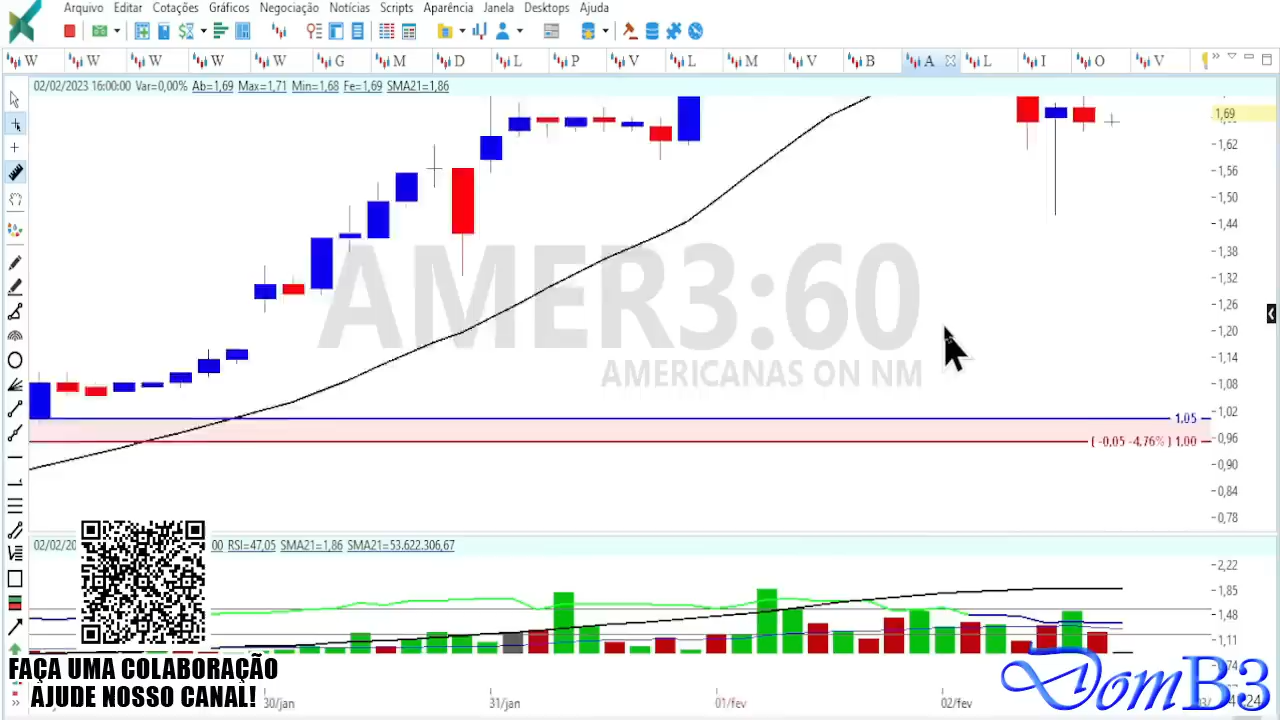 Arquivo Editar Cotações Gráficos Negociação Notícias Scripts Aparência Janela Desktops Ajuda
W W W W W G M D L P V L M V B A L I O V
02/02/2023 16:00:00 Var=0,00% Ab=1,69 Max=1,71 Min=1,68 Fe=1,69 SMA21=1,86
1,69
1,62
1,56
1,50
1,44
1,38
1,32
1,26
1,20
1,14
1,08
1,02
0,96
0,90
0,84
0,78
AMER3:60
AMERICANAS ON NM
1,05
( -0,05 -4,76% ) 1,00
02/02/20
00 RSI=47,05 SMA21=1,86 SMA21=53.622.306,67
2,22
1,85
1,48
1,11
FAÇA UMA COLABORAÇÃO
AJUDE NOSSO CANAL!
30/jan 31/jan 01/fev 02/fev
DomB3